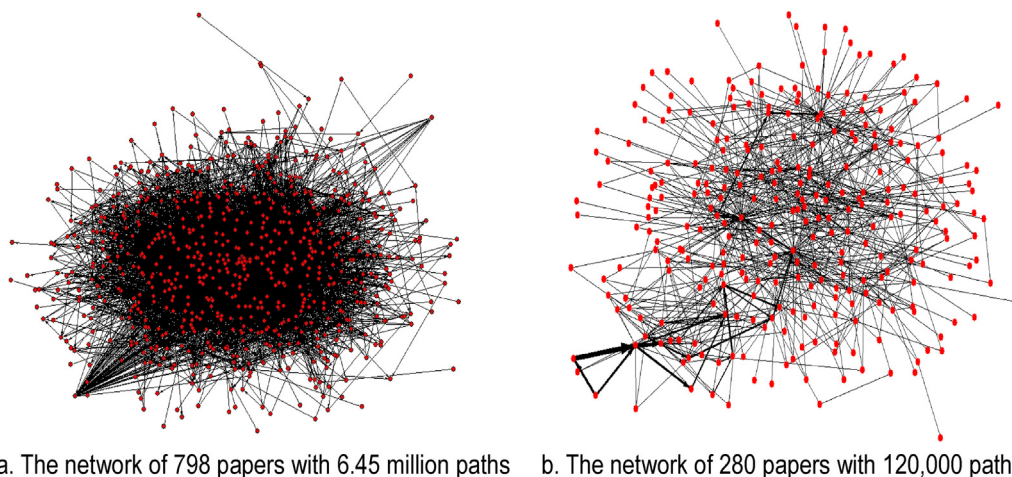 a. The network of 798 papers with 6.45 million paths
b. The network of 280 papers with 120,000 path